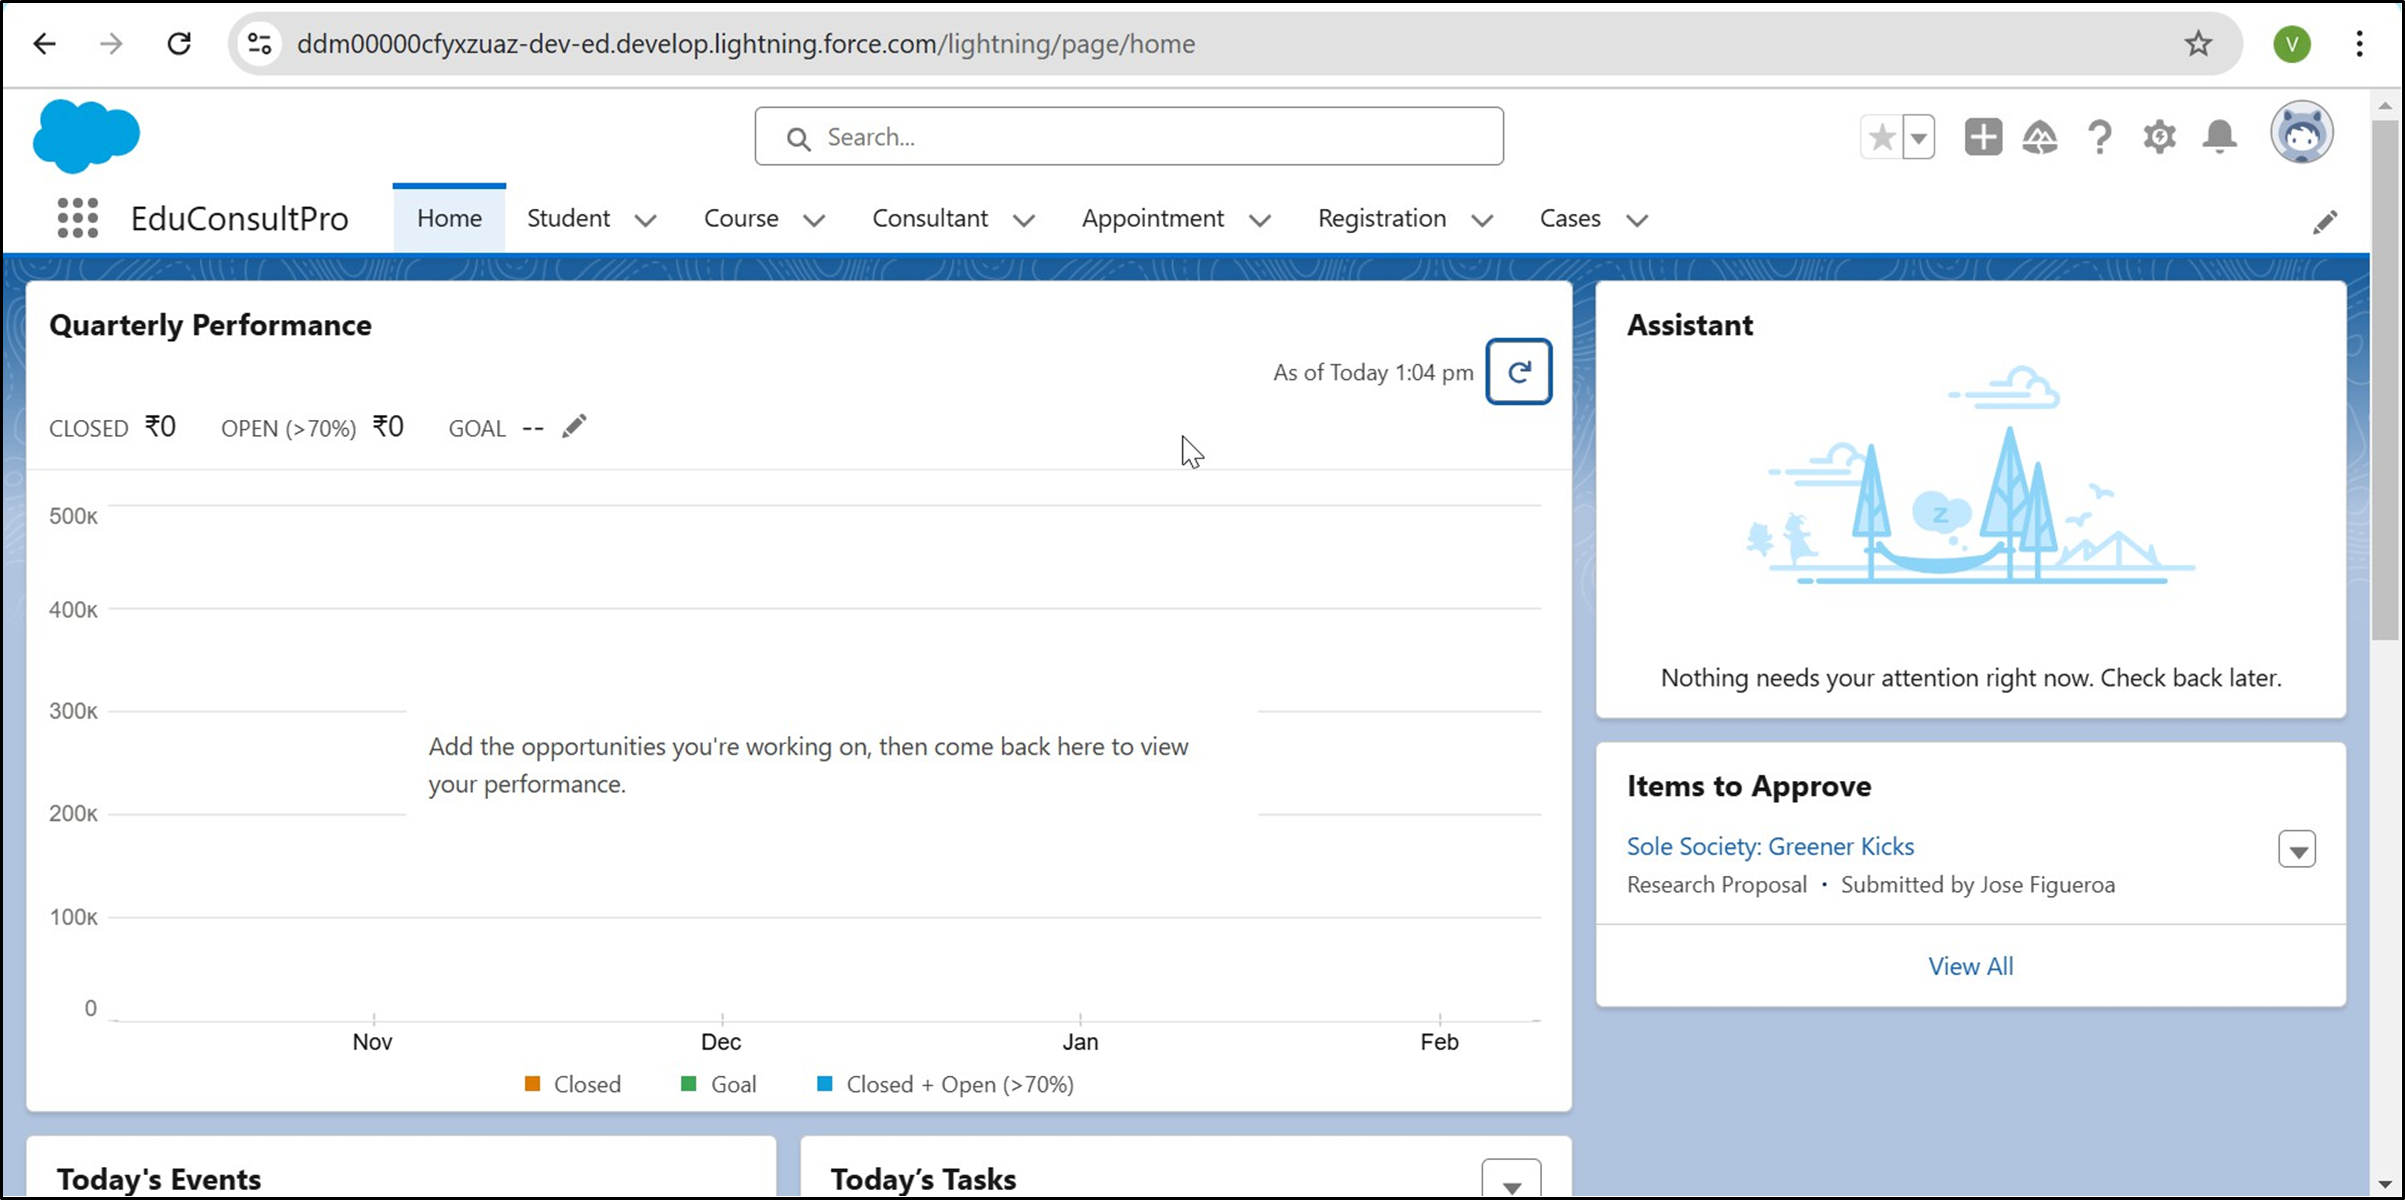 ddm00000cfyxzuaz-dev-ed.develop.lightning.force.com/lightning/page/home
V
Search...
EduConsultPro
Home
Student
Course
Consultant
Appointment
Registration
Cases
Quarterly Performance
As of Today 1:04 pm
CLOSED ₹0 OPEN (>70%) ₹0 GOAL --
500K
400K
300K
200K
100K
0
Add the opportunities you're working on, then come back here to view
your performance.
Nov Dec Jan Feb
Closed Goal Closed + Open (>70%)
Assistant
z
Nothing needs your attention right now. Check back later.
Items to Approve
Sole Society: Greener Kicks
Research Proposal • Submitted by Jose Figueroa
View All
Today's Events
Today’s Tasks